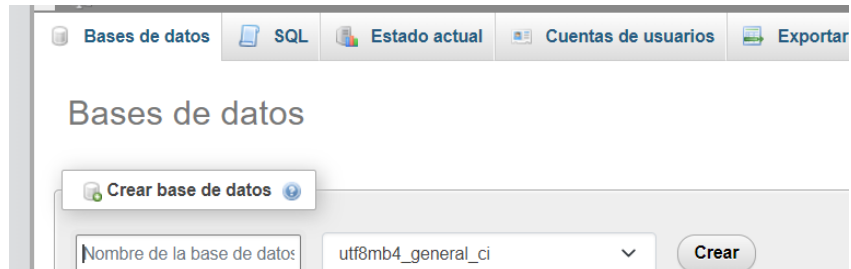 Bases de datos SQL Estado actual Cuentas de usuarios Exportar
Bases de datos
Crear base de datos
Nombre de la base de datos utf8mb4_general_ci Crear